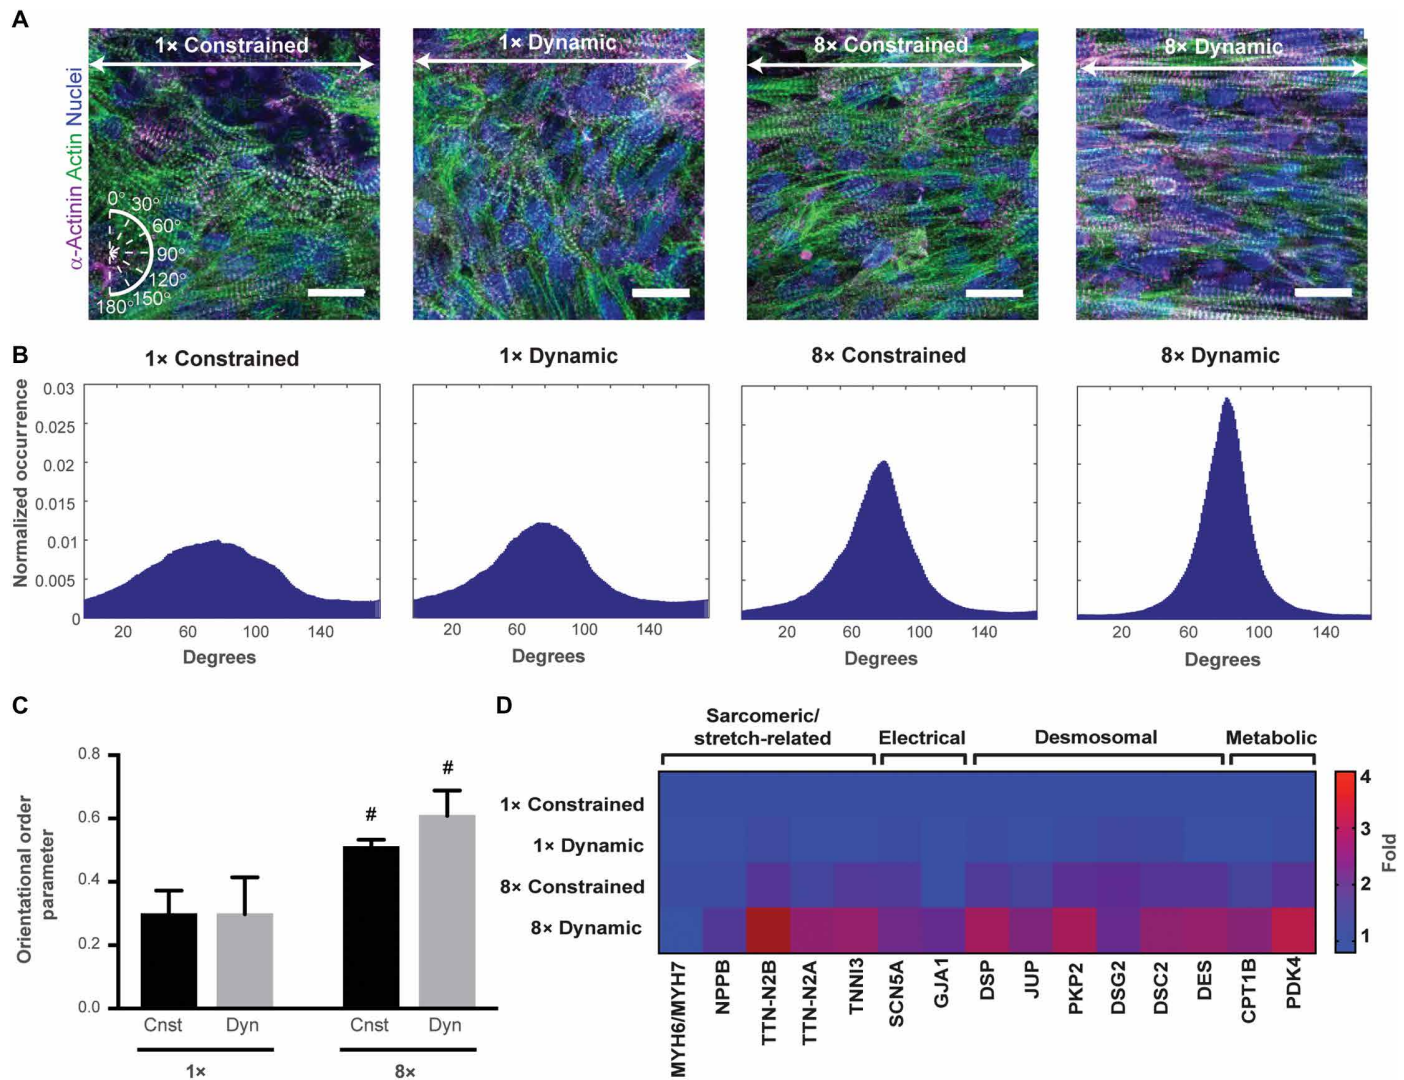 A
α-Actinin Actin Nuclei
1× Constrained
1× Dynamic
8× Constrained
8× Dynamic
0°
30°
60°
90°
120°
150°
180°
B
1× Constrained
1× Dynamic
8× Constrained
8× Dynamic
Normalized occurrence
0.03
0.025
0.02
0.015
0.01
0.005
0
20 60 100 140
20 60 100 140
20 60 100 140
20 60 100 140
Degrees
Degrees
Degrees
Degrees
C
Orientational order
parameter
0.8
0.6
0.4
0.2
0.0
#
#
Cnst Dyn Cnst Dyn
1× 8×
D
Sarcomeric/
stretch-related
Electrical
Desmosomal
Metabolic
1× Constrained
1× Dynamic
8× Constrained
8× Dynamic
MYH6/MYH7
NPPB
TTN-N2B
TTN-N2A
TNNI3
SCN5A
GJA1
DSP
JUP
PKP2
DSG2
DSC2
DES
CPT1B
PDK4
4
3
2
1
Fold